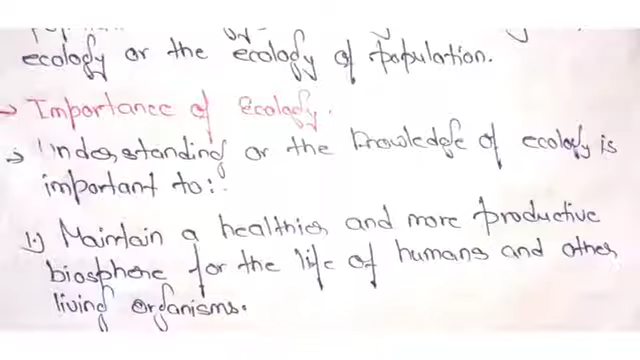 ecology or the ecology of population.
→ Importance of Ecology.
→ Understanding or the knowledge of ecology is
important to:-
1.) Maintain a healthier and more productive
biosphere for the life of humans and other
living organisms.